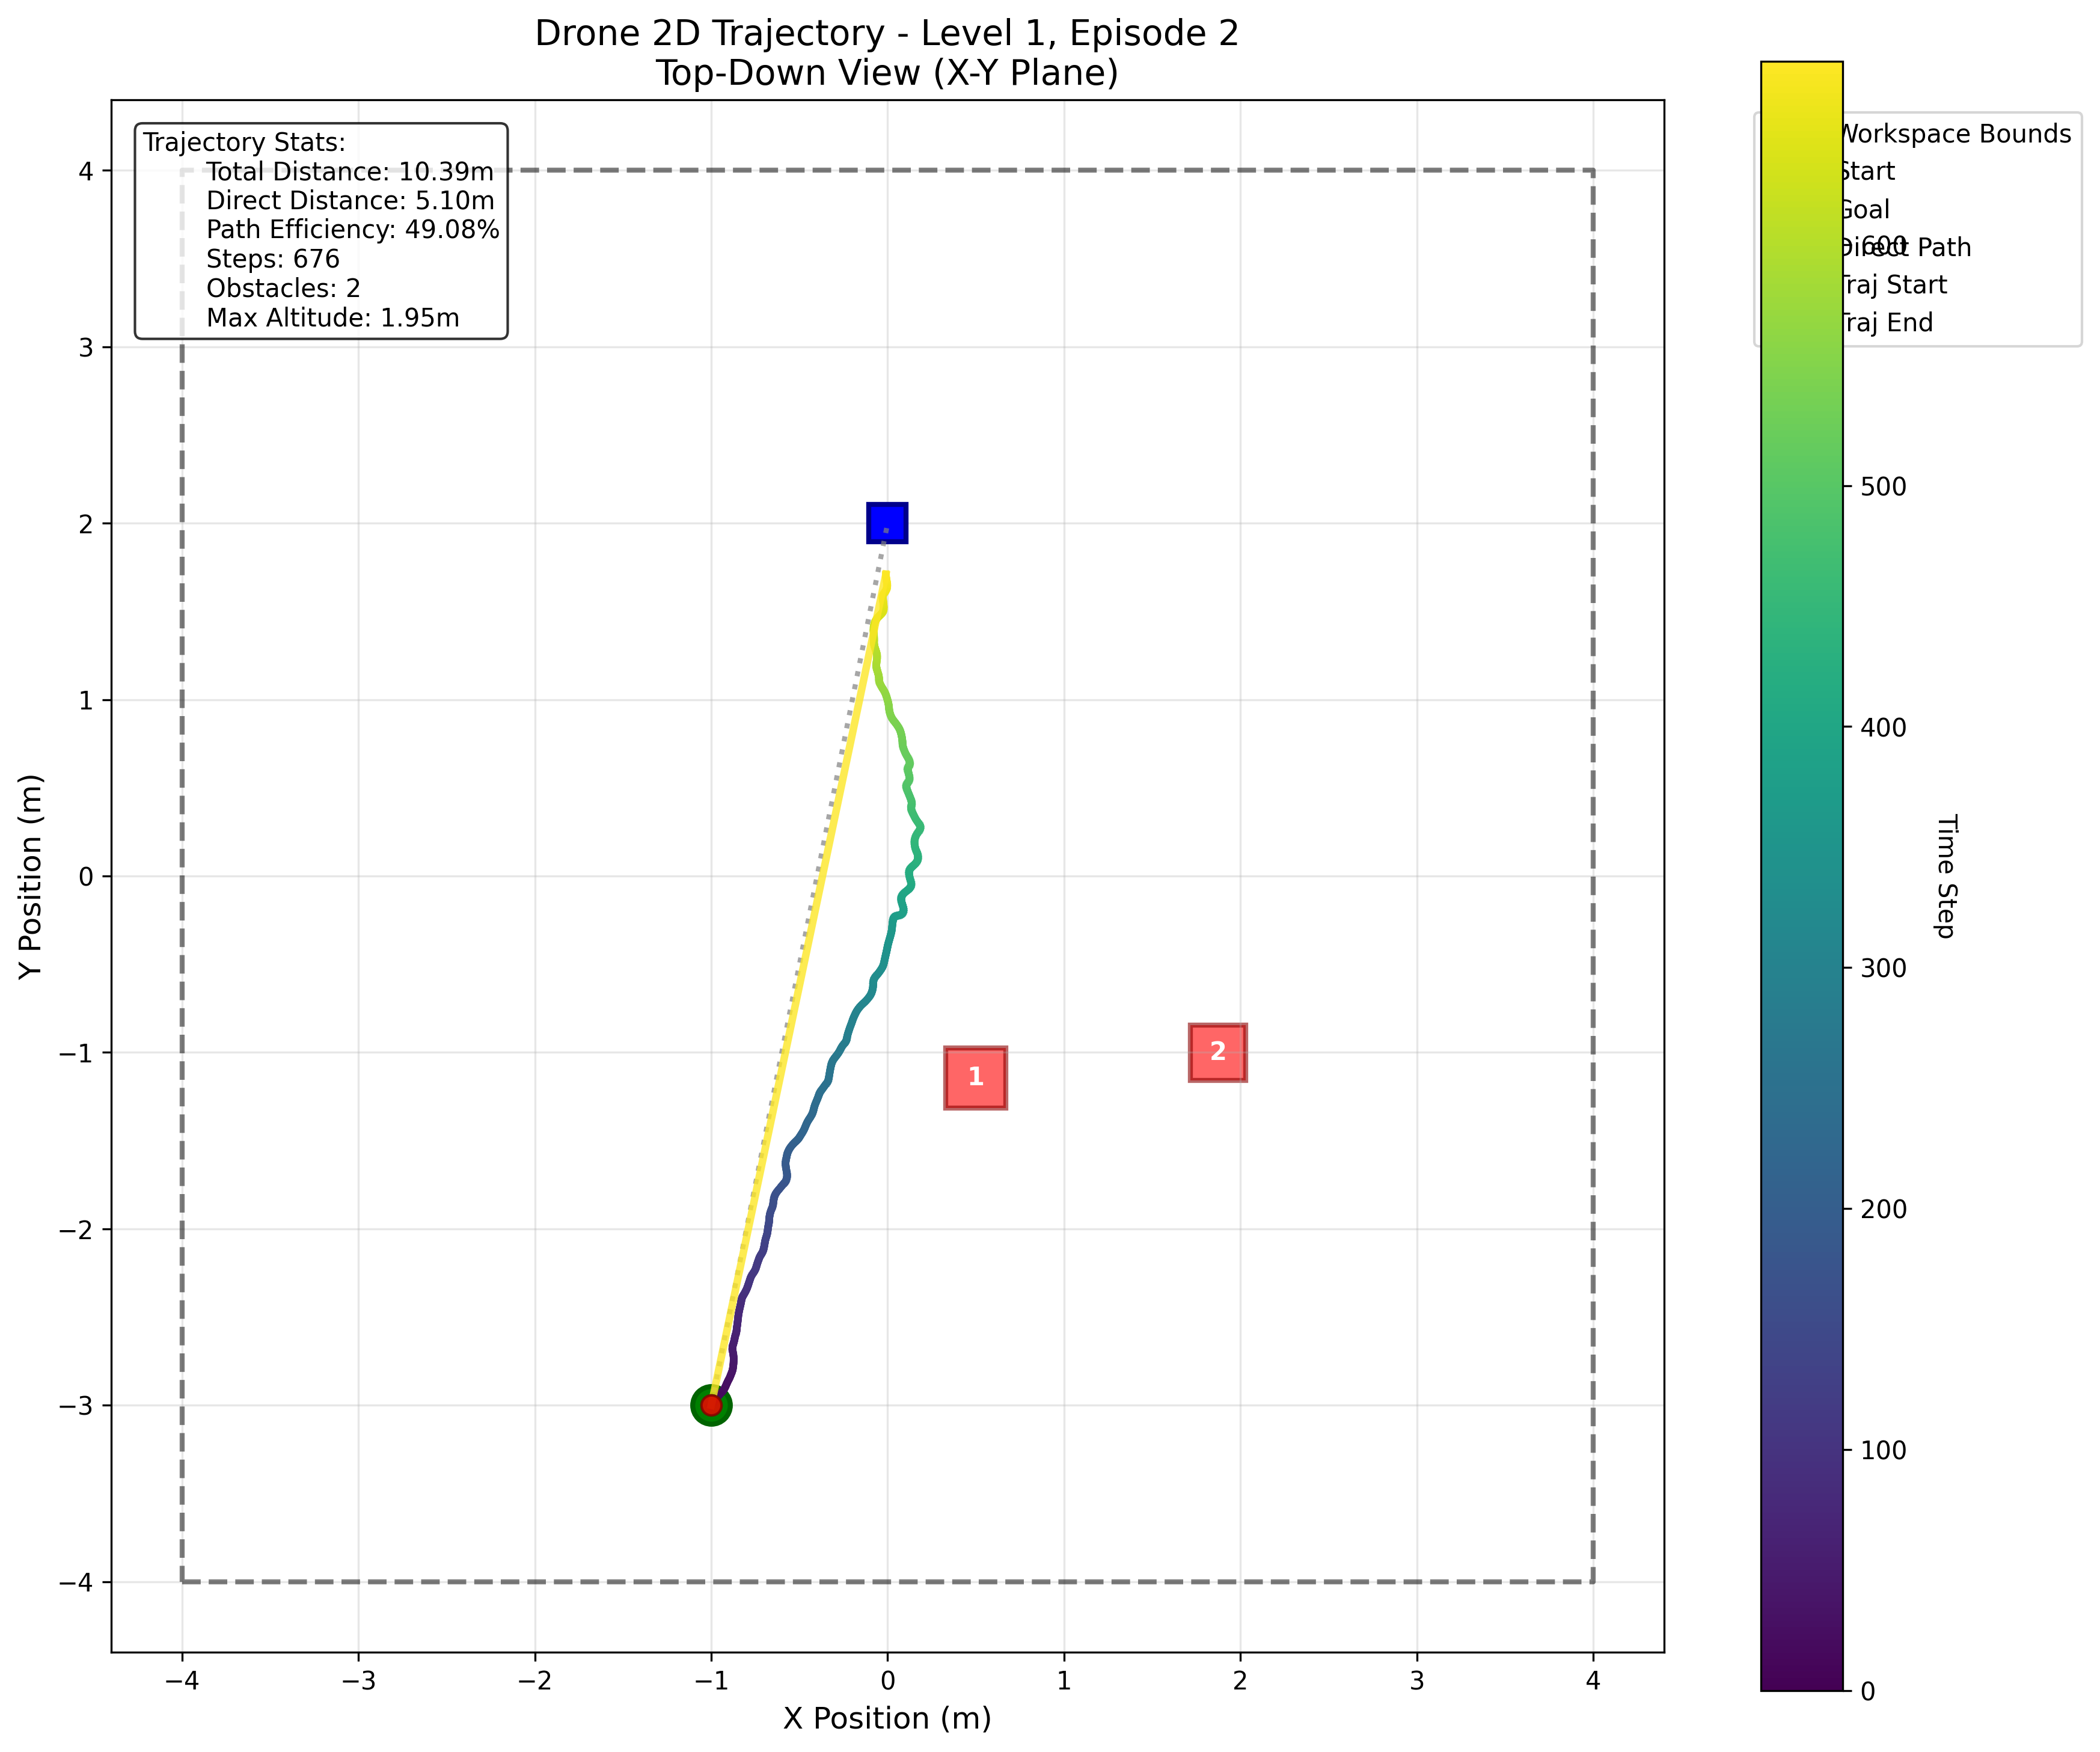 Drone 2D Trajectory - Level 1, Episode 2
Top-Down View (X-Y Plane)
Trajectory Stats:
Total Distance: 10.39m
Direct Distance: 5.10m
Path Efficiency: 49.08%
Steps: 676
Obstacles: 2
Max Altitude: 1.95m
Workspace Bounds
Start
Goal
Direct Path
Traj Start
Traj End
600
500
400
300
200
100
0
Time Step
4
3
2
1
0
−1
−2
−3
−4
Y Position (m)
1
2
−4
−3
−2
−1
0
1
2
3
4
X Position (m)